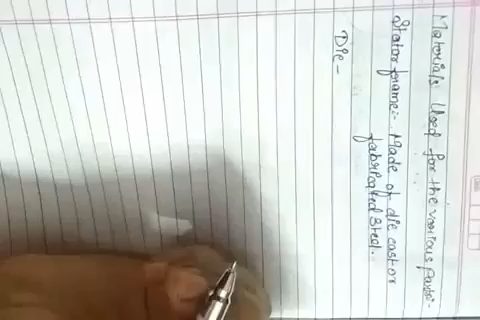 Materials Used for the various parts:-
Stator frame:- Made of die cast or
fabricated Steel.
Die-